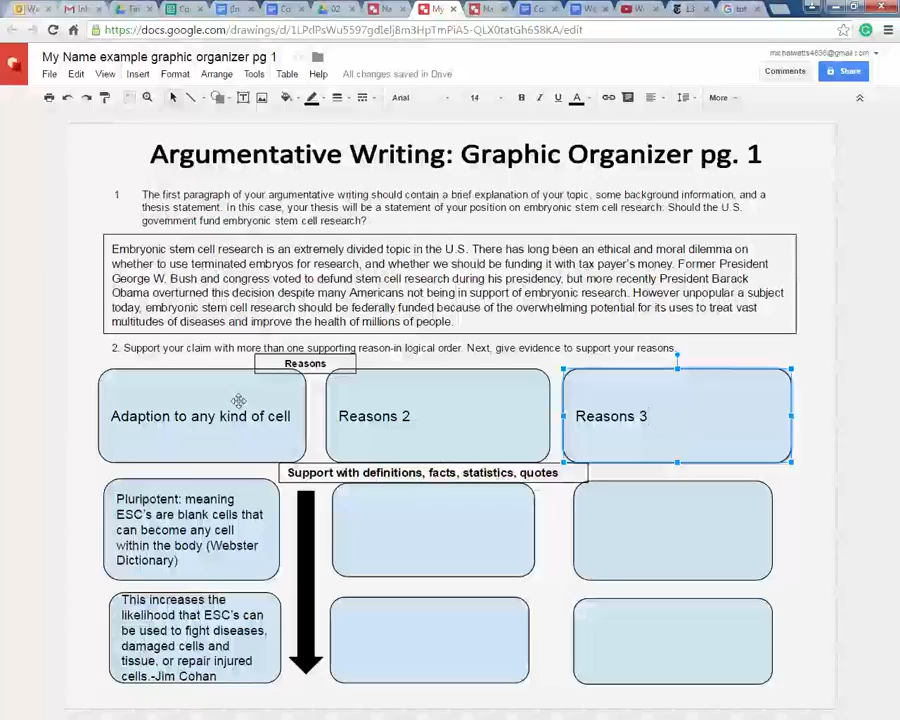 https://docs.google.com/drawings/d/1LPdPsWu5597gdleljBm3HpTmPiA5-QLX0tatGh6S8KA/edit
My Name example graphic organizer pg 1
File Edit View Insert Format Arrange Tools Table Help All changes saved in Drive
Comments Share
Arial 14 B I U A More
Argumentative Writing: Graphic Organizer pg. 1
1 The first paragraph of your argumentative writing should contain a brief explanation of your topic, some background information, and a
thesis statement. In this case, your thesis will be a statement of your position on embryonic stem cell research: Should the U.S.
government fund embryonic stem cell research?
Embryonic stem cell research is an extremely divided topic in the U.S. There has long been an ethical and moral dilemma on
whether to use terminated embryos for research, and whether we should be funding it with tax payer's money. Former President
George W. Bush and congress voted to defund stem cell research during his presidency, but more recently President Barack
Obama overturned this decision despite many Americans not being in support of embryonic research. However unpopular a subject
today, embryonic stem cell research should be federally funded because of the overwhelming potential for its uses to treat vast
multitudes of diseases and improve the health of millions of people.
2. Support your claim with more than one supporting reason-in logical order. Next, give evidence to support your reasons.
Reasons
Adaption to any kind of cell
Reasons 2
Reasons 3
Support with definitions, facts, statistics, quotes
Pluripotent: meaning
ESC's are blank cells that
can become any cell
within the body (Webster
Dictionary)
This increases the
likelihood that ESC's can
be used to fight diseases,
damaged cells and
tissue, or repair injured
cells.-Jim Cohan